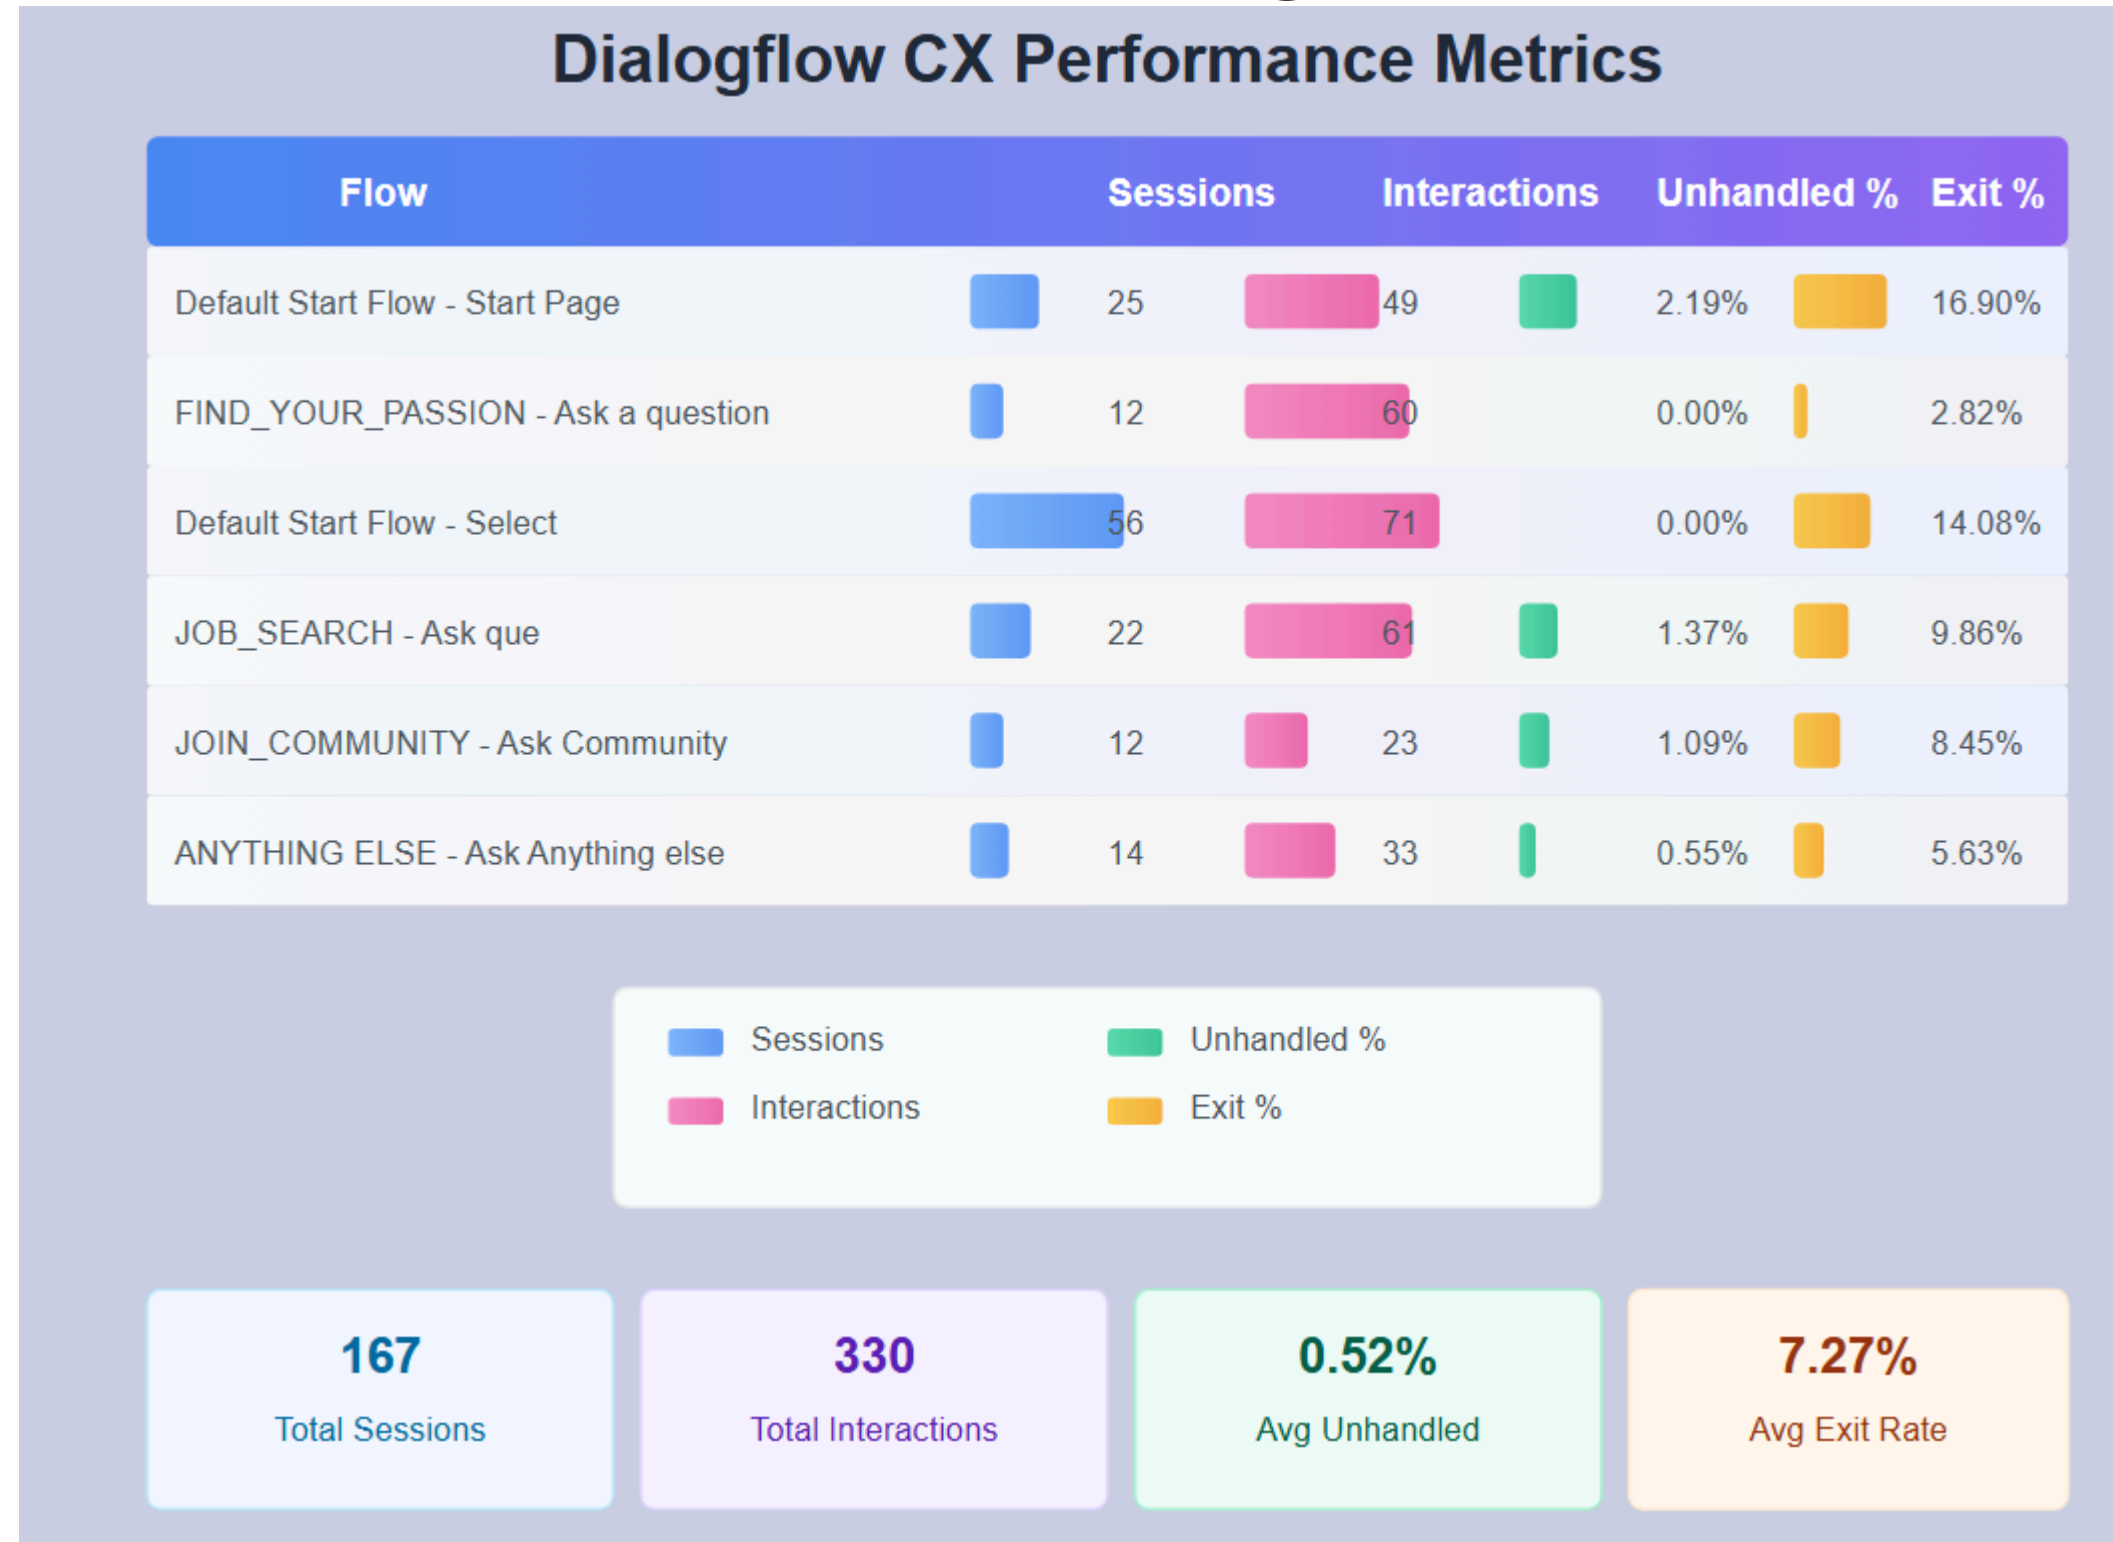 Dialogflow CX Performance Metrics
Flow Sessions Interactions Unhandled % Exit %
Default Start Flow - Start Page 25 49 2.19% 16.90%
FIND_YOUR_PASSION - Ask a question 12 60 0.00% 2.82%
Default Start Flow - Select 56 71 0.00% 14.08%
JOB_SEARCH - Ask que 22 61 1.37% 9.86%
JOIN_COMMUNITY - Ask Community 12 23 1.09% 8.45%
ANYTHING ELSE - Ask Anything else 14 33 0.55% 5.63%
Sessions Unhandled %
Interactions Exit %
167 330 0.52% 7.27%
Total Sessions Total Interactions Avg Unhandled Avg Exit Rate